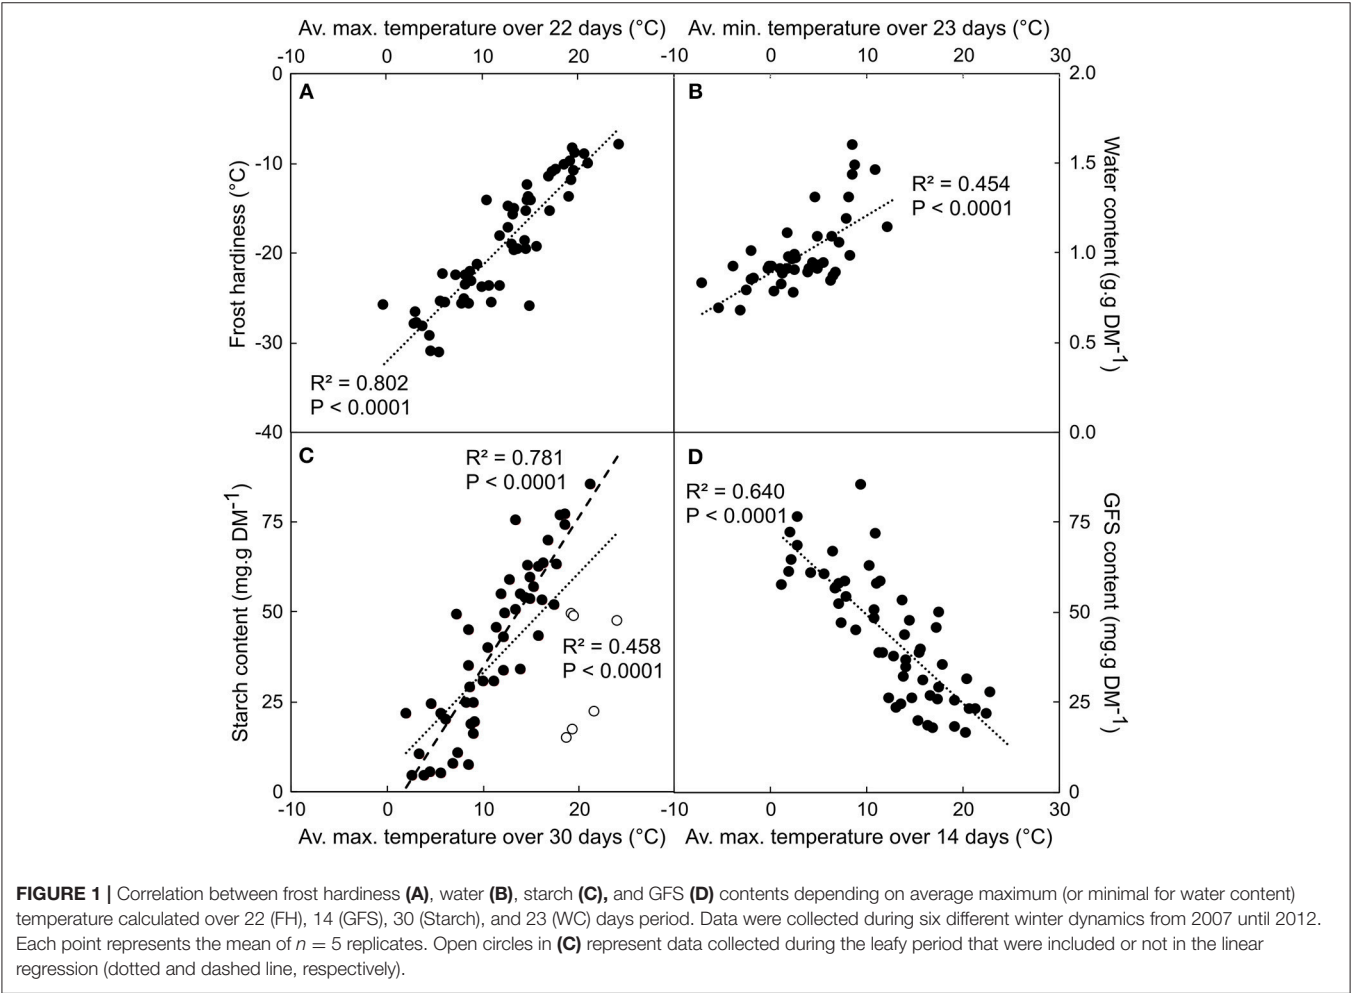 Av. max. temperature over 22 days (°C) Av. min. temperature over 23 days (°C)
-10 0 10 20 -10 0 10 20 30
0 A B 2.0
-10 1.5
R² = 0.454
P < 0.0001
-20 1.0
-30 0.5
R² = 0.802
P < 0.0001
-40 0.0
Frost hardiness (°C)
Water content (g.g DM⁻¹)
C D
R² = 0.781
P < 0.0001
R² = 0.640
P < 0.0001
75 75
50 50
R² = 0.458
P < 0.0001
25 25
0 0
Starch content (mg.g DM⁻¹)
GFS content (mg.g DM⁻¹)
-10 0 10 20 -10 0 10 20 30
Av. max. temperature over 30 days (°C) Av. max. temperature over 14 days (°C)
FIGURE 1 | Correlation between frost hardiness (A), water (B), starch (C), and GFS (D) contents depending on average maximum (or minimal for water content)
temperature calculated over 22 (FH), 14 (GFS), 30 (Starch), and 23 (WC) days period. Data were collected during six different winter dynamics from 2007 until 2012.
Each point represents the mean of n = 5 replicates. Open circles in (C) represent data collected during the leafy period that were included or not in the linear
regression (dotted and dashed line, respectively).